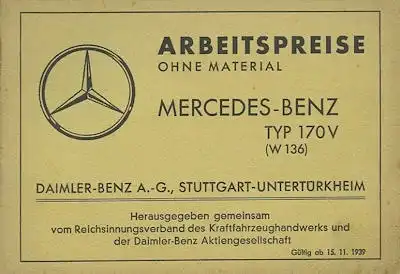 ARBEITSPREISE
OHNE MATERIAL
MERCEDES-BENZ
TYP 170 V
(W 136)
DAIMLER-BENZ A.-G., STUTTGART-UNTERTÜRKHEIM
Herausgegeben gemeinsam
vom Reichsinnungsverband des Kraftfahrzeughandwerks und
der Daimler-Benz Aktiengesellschaft
Gültig ab 15. 11. 1939